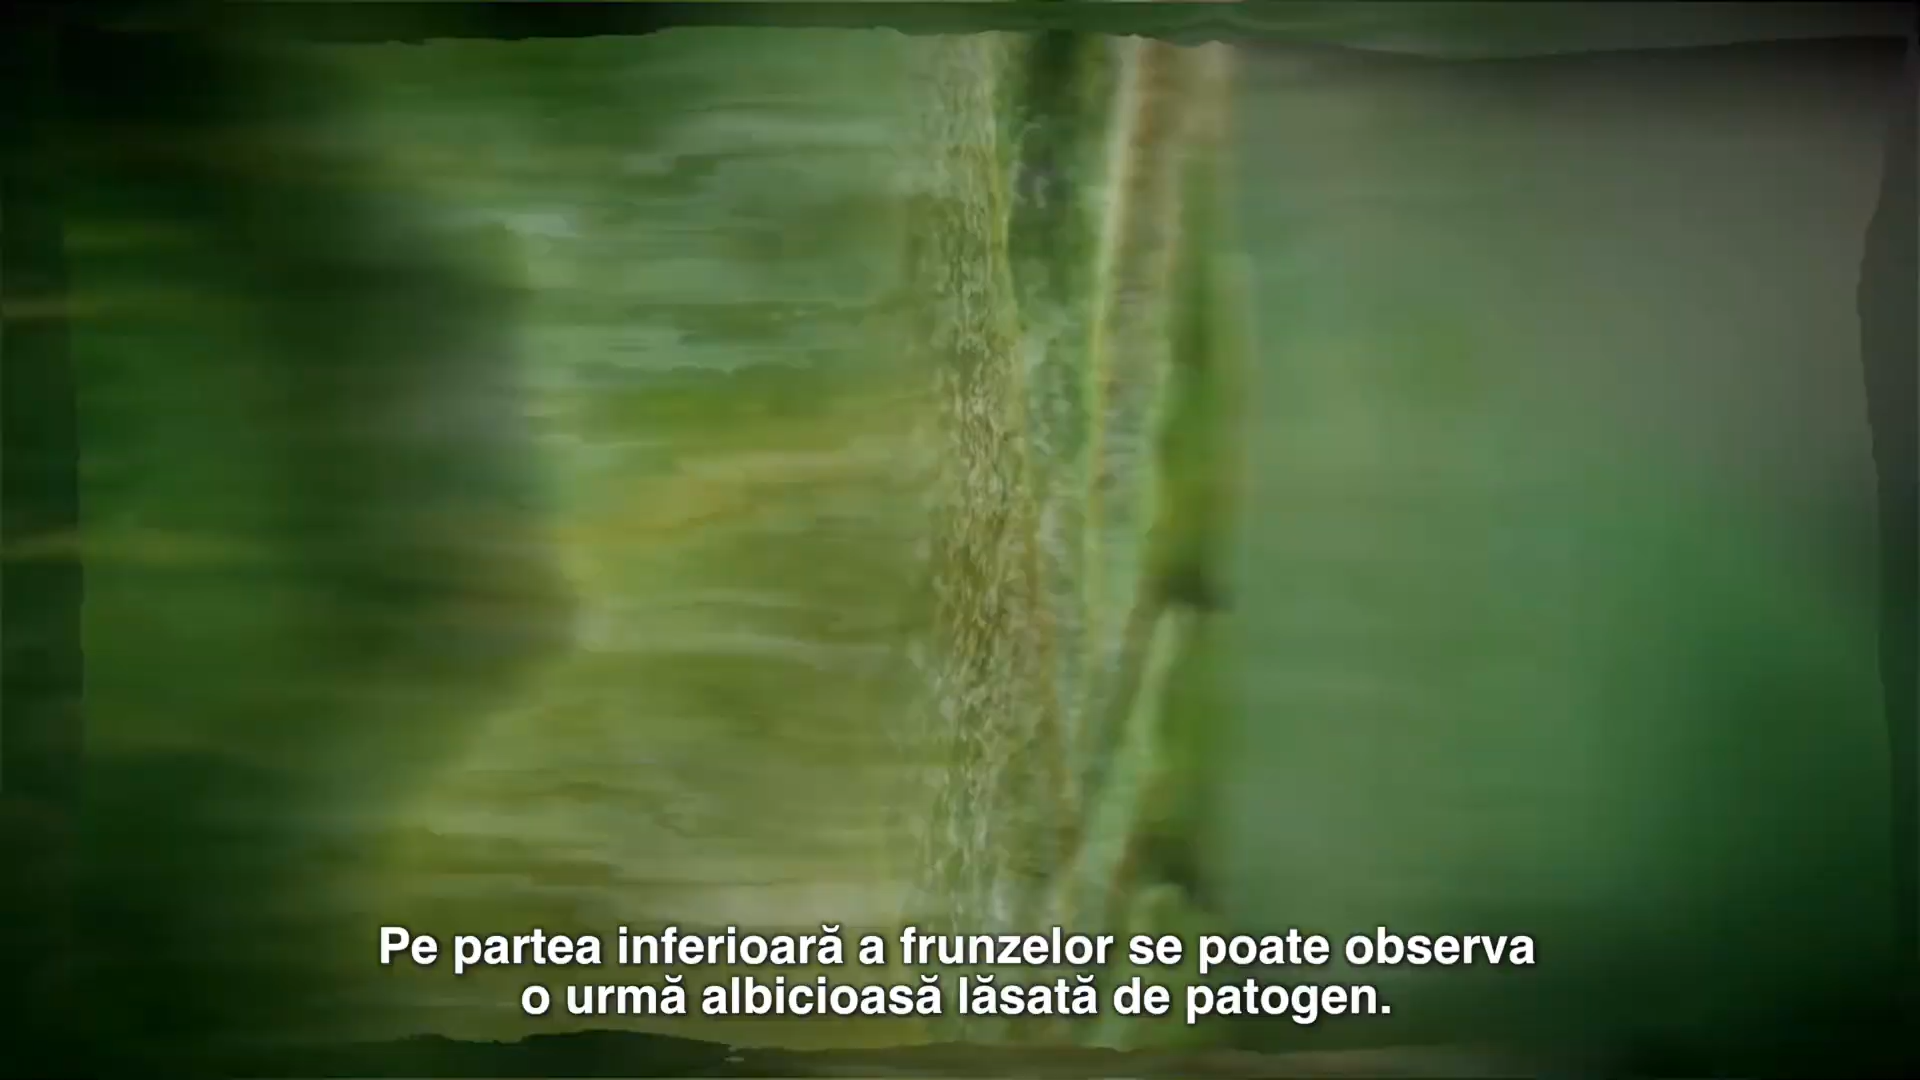 Pe partea inferioară a frunzelor se poate observa
o urmă albicioasă lăsată de patogen.